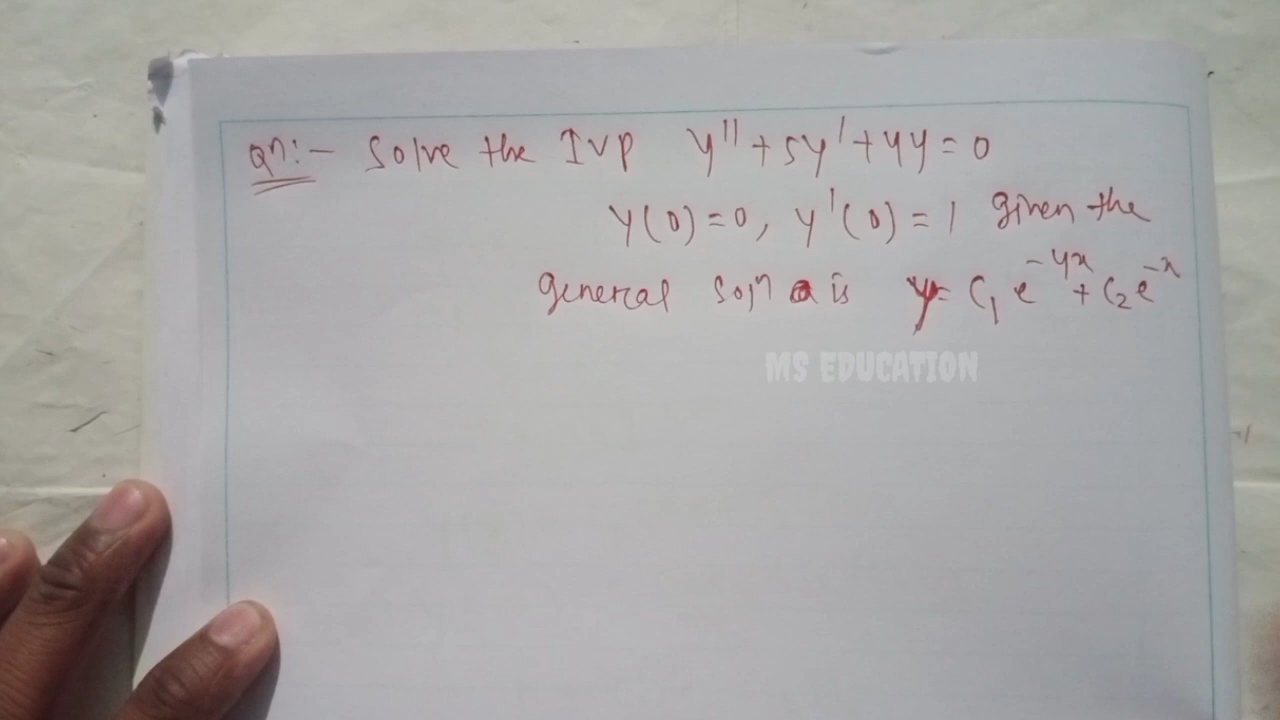 Qn:- Solve the IVP y'' + 5y' + 4y = 0
y(0) = 0, y'(0) = 1 given the
general soln is y = C₁ e⁻⁴ˣ + C₂ e⁻ˣ
MS EDUCATION